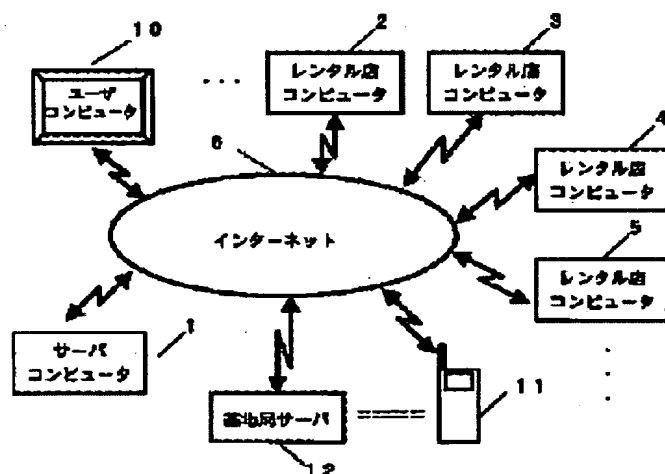 10
ユーザ
コンピュータ
2
レンタル店
コンピュータ
3
レンタル店
コンピュータ
4
レンタル店
コンピュータ
5
レンタル店
コンピュータ
6
インターネット
1
サーバ
コンピュータ
基地局サーバ
12
11